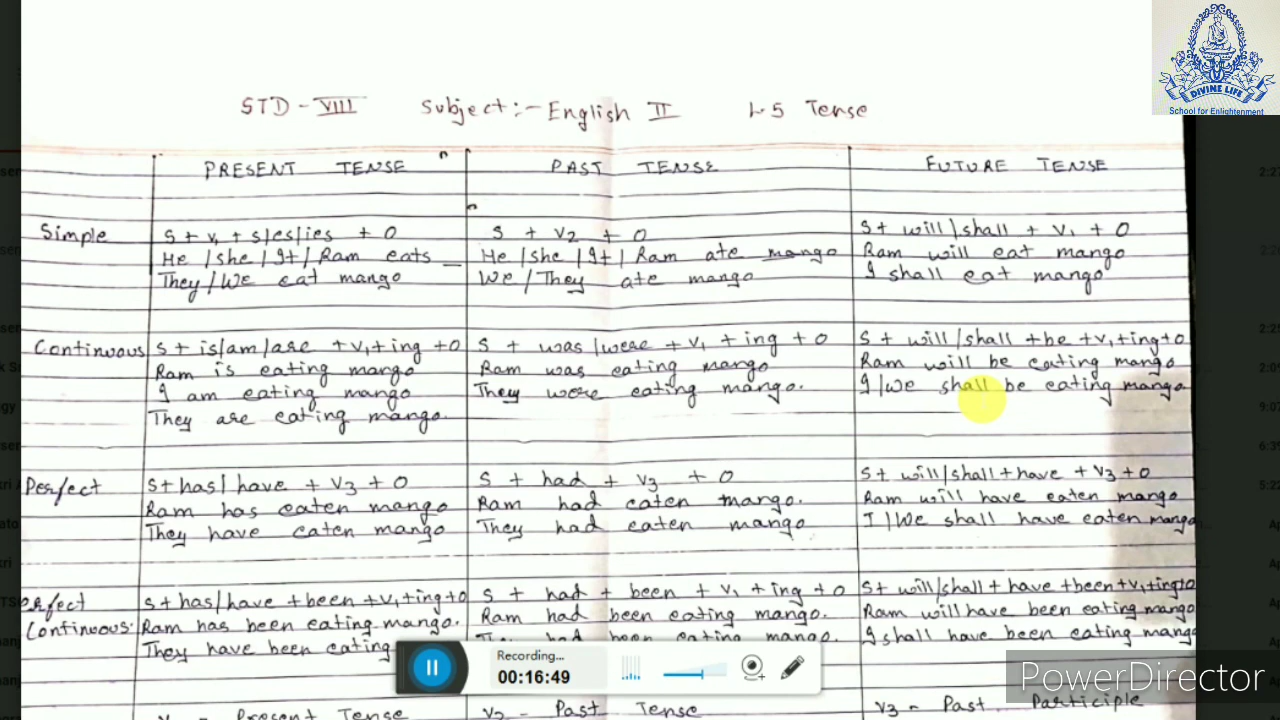 DIVINE LIFE
School for Enlightenment
STD - VIII Subject :- English II L-5 Tense
PRESENT TENSE PAST TENSE FUTURE TENSE
Simple
S + V1 + s/es/ies + O
He / she / It / Ram eats
They / We eat mango
S + V2 + O
He / she / It / Ram ate mango
We / They ate mango
S + will/shall + V1 + O
Ram will eat mango
I shall eat mango
Continuous
S + is/am/are + V1 + ing + O
Ram is eating mango
I am eating mango
They are eating mango.
S + was/were + V1 + ing + O
Ram was eating mango
They were eating mango.
S + will/shall + be + V1 + ing + O
Ram will be eating mango
I/We shall be eating mango
Perfect
S + has/have + V3 + O
Ram has eaten mango
They have eaten mango
S + had + V3 + O
Ram had eaten mango.
They had eaten mango
S + will/shall + have + V3 + O
Ram will have eaten mango
I/We shall have eaten mango
erfect
Continuous.
S + has/have + been + V1 + ing + O
Ram has been eating mango.
They have been eating
S + had + been + V1 + ing + O
Ram had been eating mango.
had been eating mango.
S + will/shall + have + been + V1 + ing + O
Ram will have been eating mango
I shall have been eating mango
Present Tense V2 - Past Tense V3 - Past Participle
Recording...
00:16:49
PowerDirector